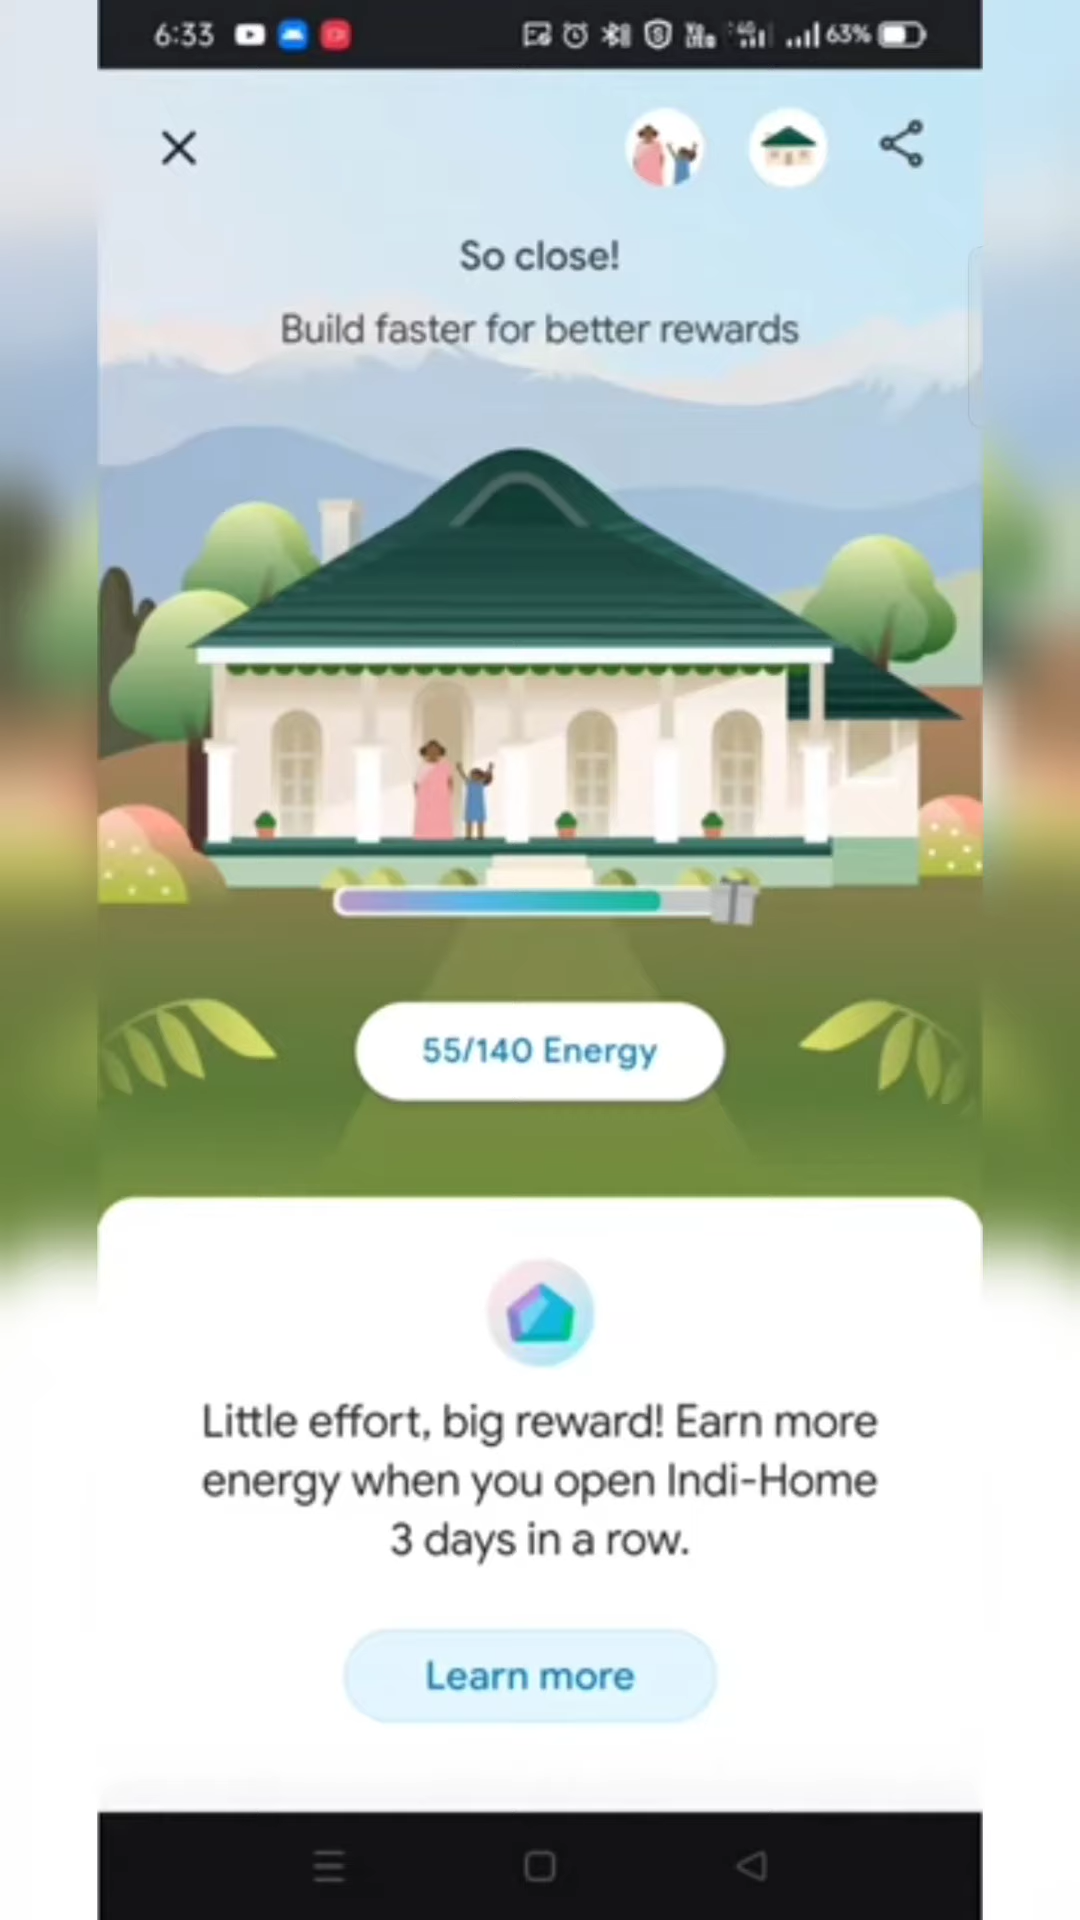 6:33
63%
So close!
Build faster for better rewards
55/140 Energy
Little effort, big reward! Earn more
energy when you open Indi-Home
3 days in a row.
Learn more